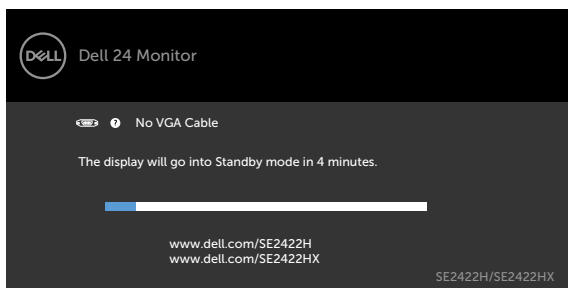 DELL Dell 24 Monitor
? No VGA Cable
The display will go into Standby mode in 4 minutes.
www.dell.com/SE2422H
www.dell.com/SE2422HX
SE2422H/SE2422HX